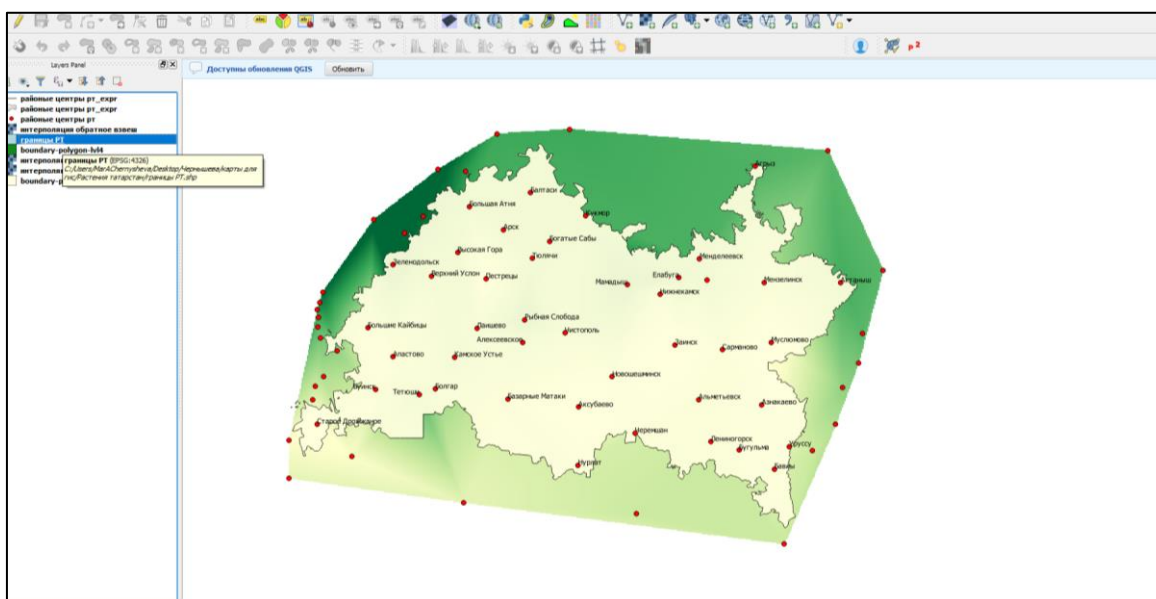 Layers Panel
Доступны обновления QGIS
Обновить
районые центры рт_expr
районые центры рт_expr
районые центры рт
интерполяция обратное взвеш
границы РТ
boundary-polygon-lvl4
интерпол
границы РТ (EPSG:4326)
интерпол
C:/Users/MarAChernysheva/Desktop/Чернышева/карты для
гис/Растения татарстан/границы РТ.shp
boundary-p
Агрыз
Балтаси
Большая Атня
Кукмор
Арск
Богатые Сабы
Высокая Гора
Тюлячи
Менделеевск
Зеленодольск
Верхний Услон
Пестрецы
Елабуга
Мамадыш
Мензелинск
Актаныш
Нижнекамск
Рыбная Слобода
Большие Кайбицы
Лаишево
Чистополь
Алексеевское
Заинск
Сарманово
Муслюмово
Апастово
Камское Устье
Новошешминск
Буинск
Тетюши
Болгар
Базарные Матаки
Аксубаево
Альметьевск
Азнакаево
Старое
Черемшан
Лениногорск
Бугульма
Уруссу
Нурлат
Бавлы